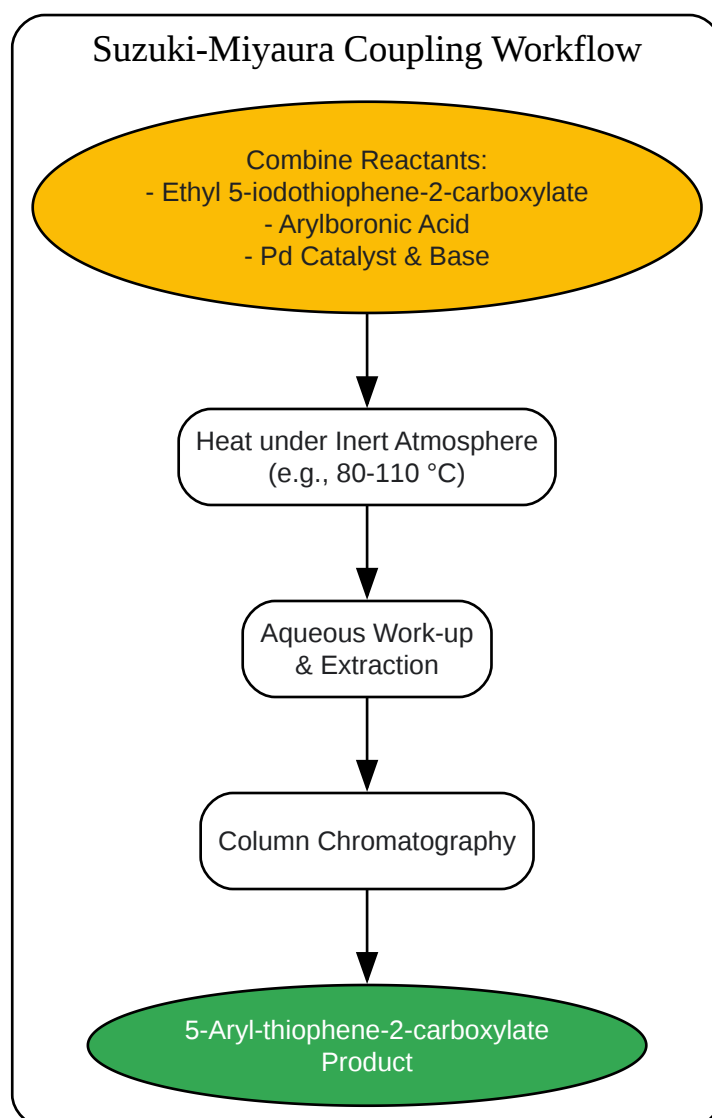 Suzuki-Miyaura Coupling Workflow
Combine Reactants:
- Ethyl 5-iodothiophene-2-carboxylate
- Arylboronic Acid
- Pd Catalyst & Base
Heat under Inert Atmosphere
(e.g., 80-110 °C)
Aqueous Work-up
& Extraction
Column Chromatography
5-Aryl-thiophene-2-carboxylate
Product